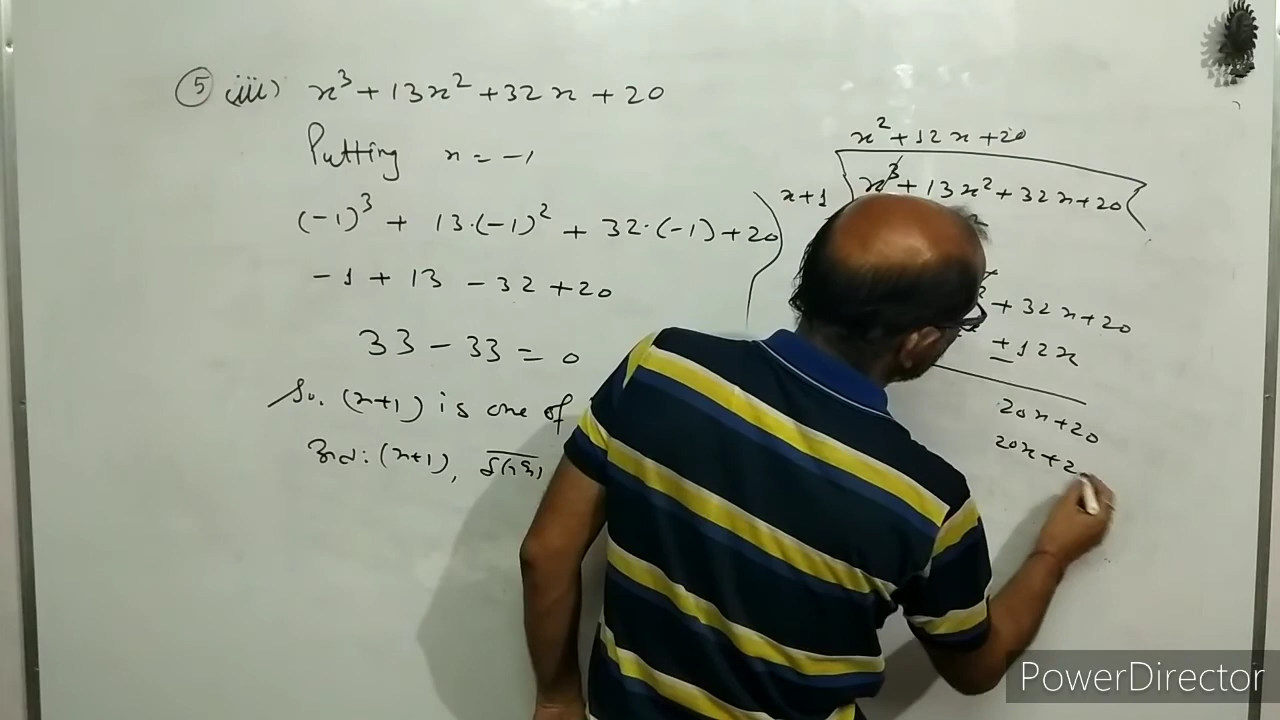 ⑤ (iii) x³ + 13x² + 32x + 20
Putting x = -1
(-1)³ + 13·(-1)² + 32·(-1) + 20
-1 + 13 - 32 + 20
33 - 33 = 0
So. (x+1) is one of
अतः (x+1),
x² + 12x + 20
x+1
x³ + 13x² + 32x + 20
+ 32x + 20
+ 12x
20x + 20
20x + 2
PowerDirector